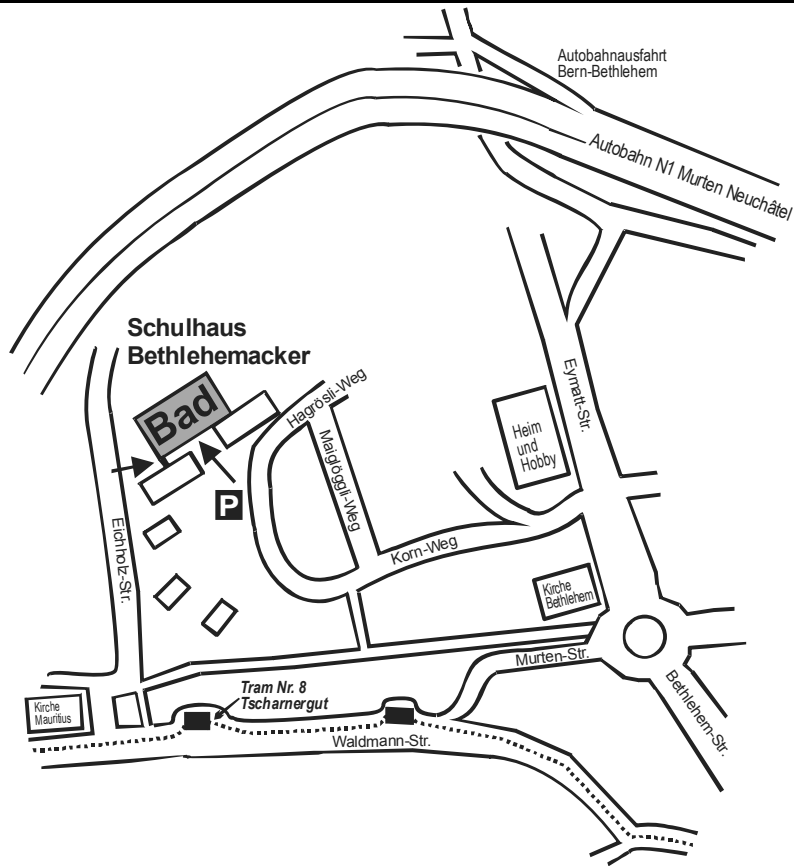 Autobahnausfahrt
Bern-Bethlehem
Autobahn N1 Murten Neuchâtel
Schulhaus
Bethlehemacker
Bad
P
Hagrösli-Weg
Maiglöggli-Weg
Eymatt-Str.
Heim
und
Hobby
Eichholz-Str.
Korn-Weg
Kirche
Bethlehem
Murten-Str.
Bethlehem-Str.
Tram Nr. 8
Tscharnergut
Kirche
Mauritius
Waldmann-Str.